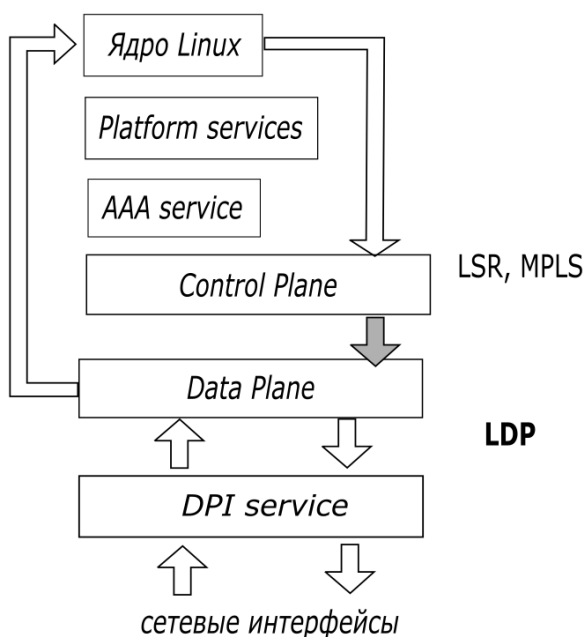 Ядро Linux
Platform services
AAA service
Control Plane
LSR, MPLS
Data Plane
LDP
DPI service
сетевые интерфейсы